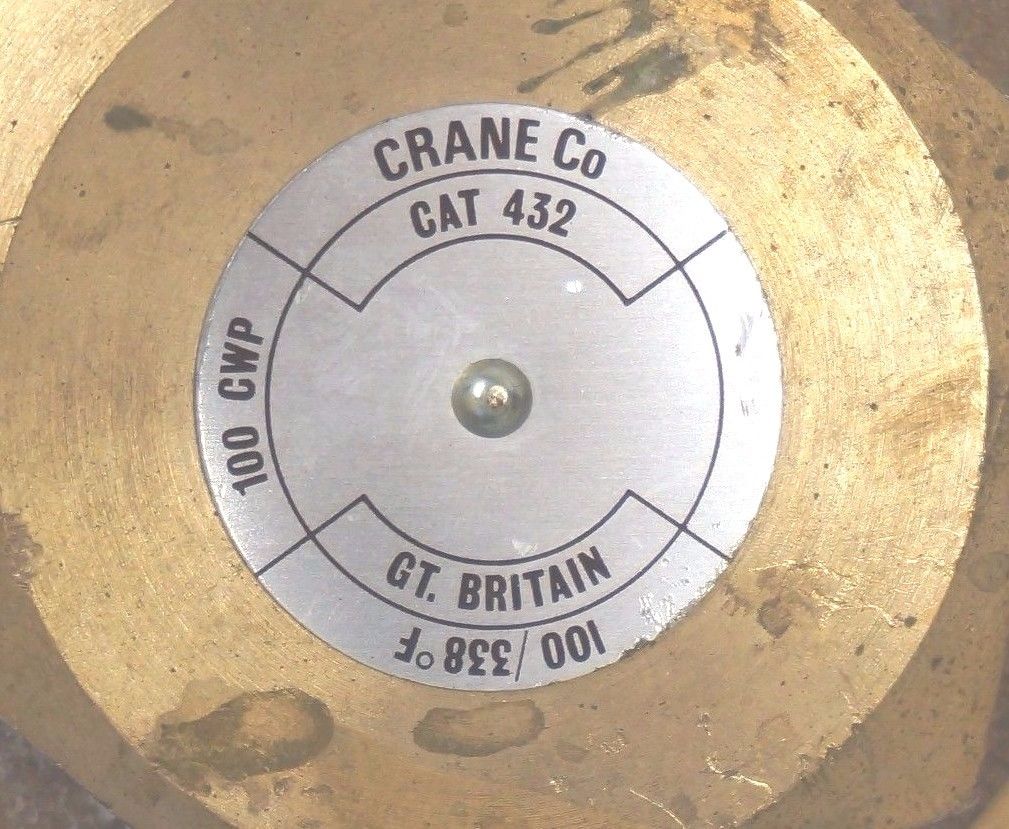 CRANE Co
CAT 432
100 CWP
GT. BRITAIN
100/338°F